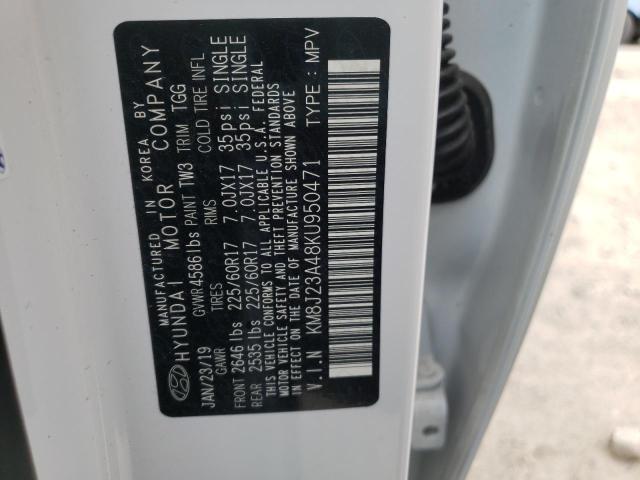 MANUFACTURED IN KOREA BY
HYUNDAI MOTOR COMPANY
JAN/23/19 GVWR 4586 lbs PAINT TW3 TRIM TGG
GAWR TIRES RIMS COLD TIRE INFL
FRONT 2646 lbs 225/60R17 7.0JX17 35psi SINGLE
REAR 2535 lbs 225/60R17 7.0JX17 35psi SINGLE
THIS VEHICLE CONFORMS TO ALL APPLICABLE U.S.A. FEDERAL
MOTOR VEHICLE SAFETY AND THEFT PREVENTION STANDARDS
IN EFFECT ON THE DATE OF MANUFACTURE SHOWN ABOVE
V.I.N KM8J23A48KU950471 TYPE : MPV